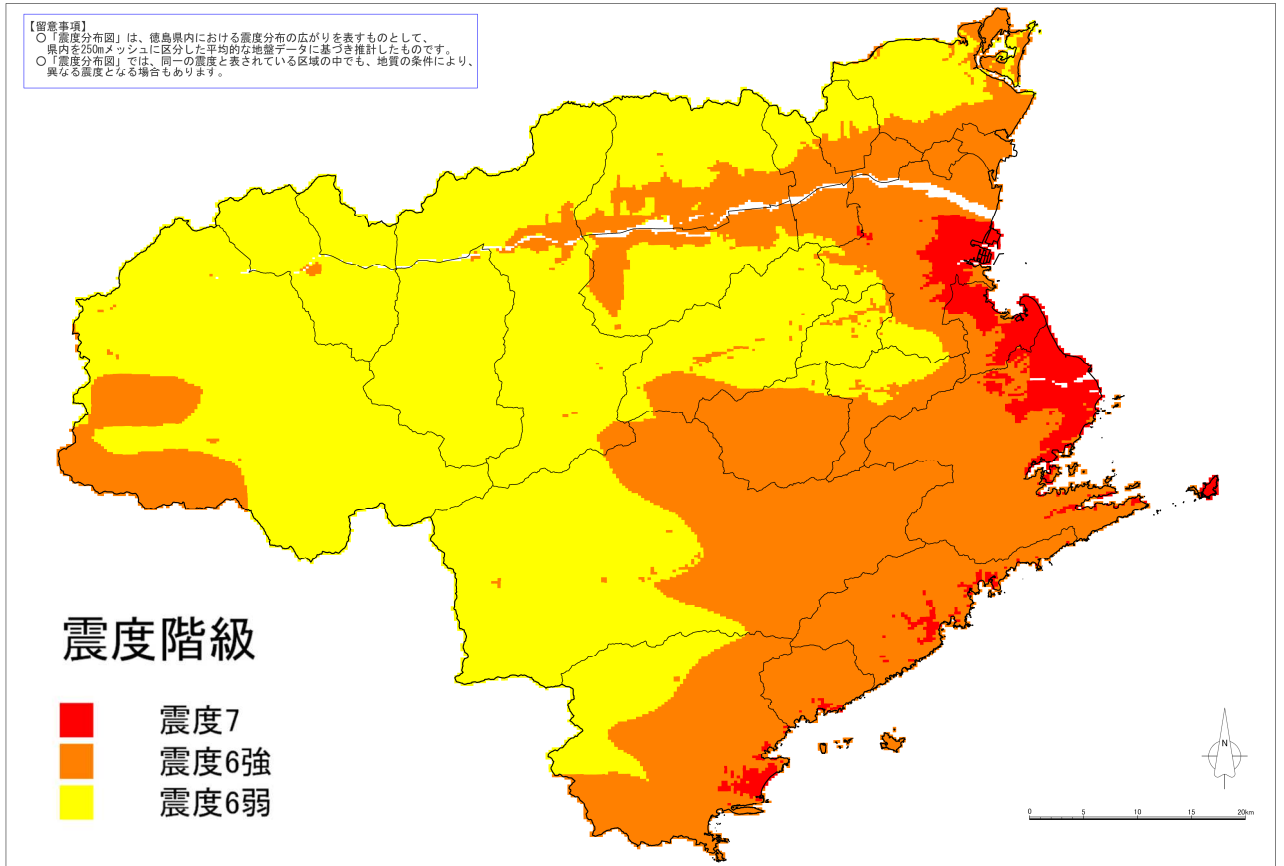 【留意事項】
○「震度分布図」は、徳島県内における震度分布の広がりを表すものとして、
県内を250mメッシュに区分した平均的な地盤データに基づき推計したものです。
○「震度分布図」では、同一の震度と表されている区域の中でも、地質の条件により、
異なる震度となる場合もあります。
震度階級
震度7
震度6強
震度6弱
N
0 5 10 15 20km